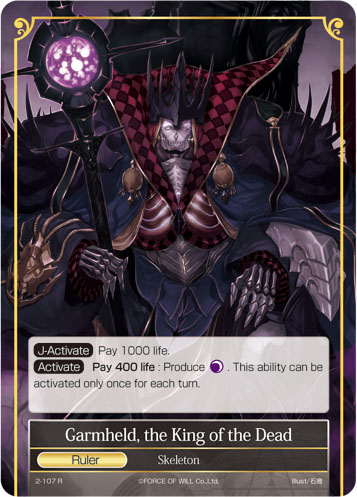 J-Activate Pay 1000 life.
Activate Pay 400 life : Produce . This ability can be
activated only once for each turn.
Garmheld, the King of the Dead
Ruler Skeleton
2-107 R ©FORCE OF WILL Co.,Ltd. Illust/石燕